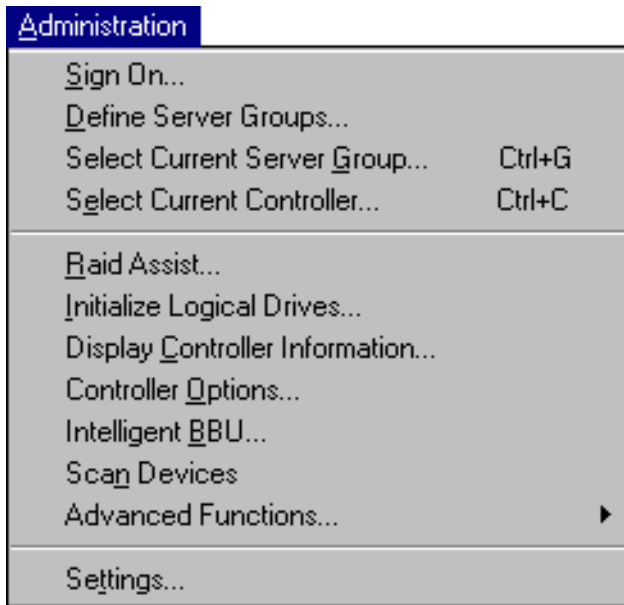 Administration
Sign On...
Define Server Groups...
Select Current Server Group... Ctrl+G
Select Current Controller... Ctrl+C
Raid Assist...
Initialize Logical Drives...
Display Controller Information...
Controller Options...
Intelligent BBU...
Scan Devices
Advanced Functions...
Settings...